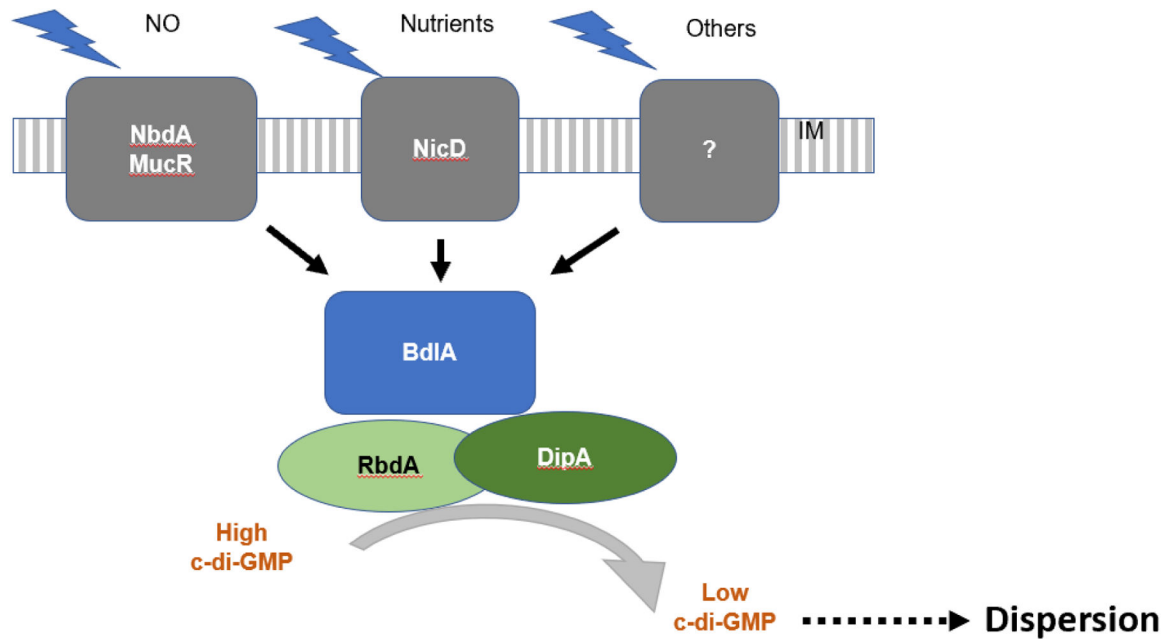 NO
Nutrients
Others
NbdA
MucR
NicD
?
IM
BdlA
RbdA
DipA
High
c-di-GMP
Low
c-di-GMP
Dispersion